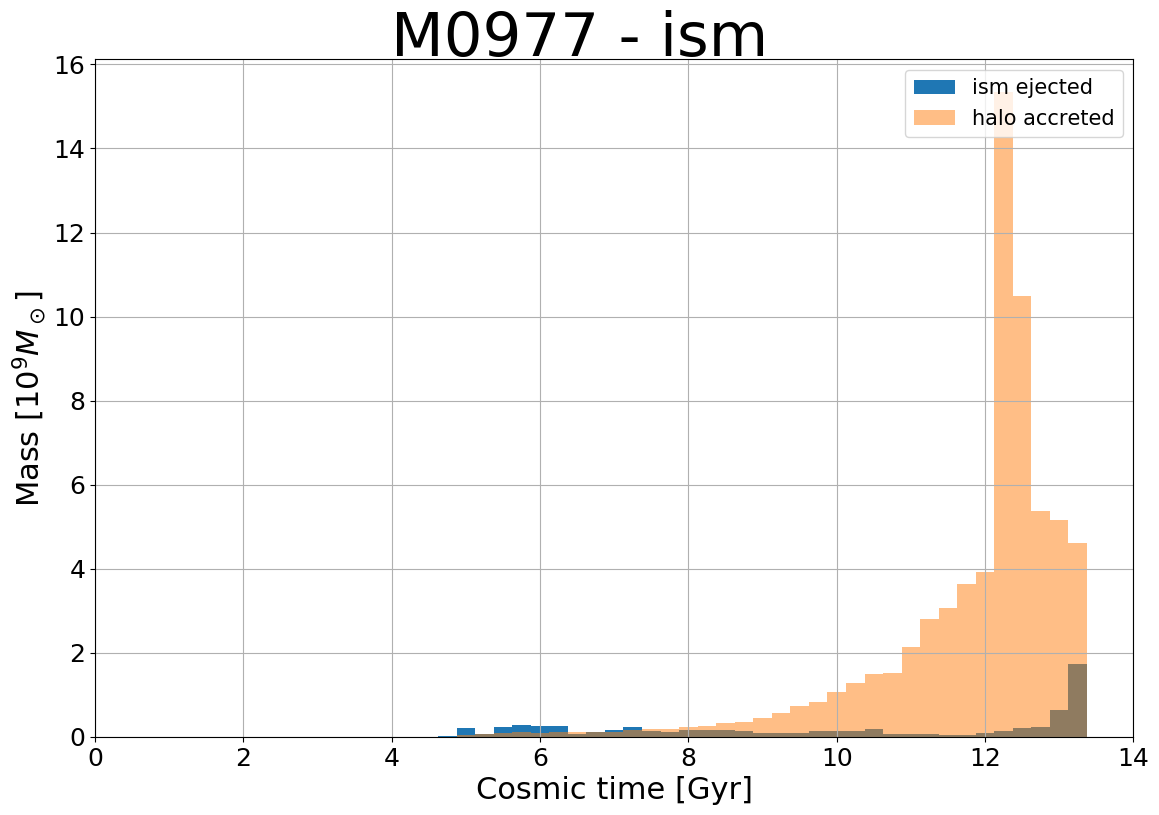 M0977 - ism
ism ejected
halo accreted
16
14
12
10
8
6
4
2
0
Mass [10⁹M⊙]
0 2 4 6 8 10 12 14
Cosmic time [Gyr]